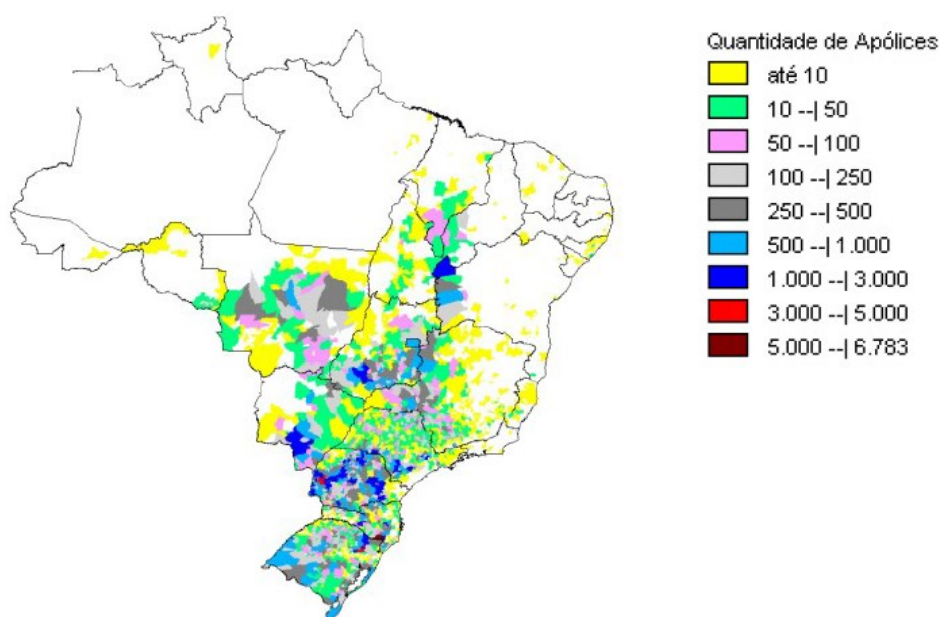 Quantidade de Apólices
até 10
10 --| 50
50 --| 100
100 --| 250
250 --| 500
500 --| 1.000
1.000 --| 3.000
3.000 --| 5.000
5.000 --| 6.783